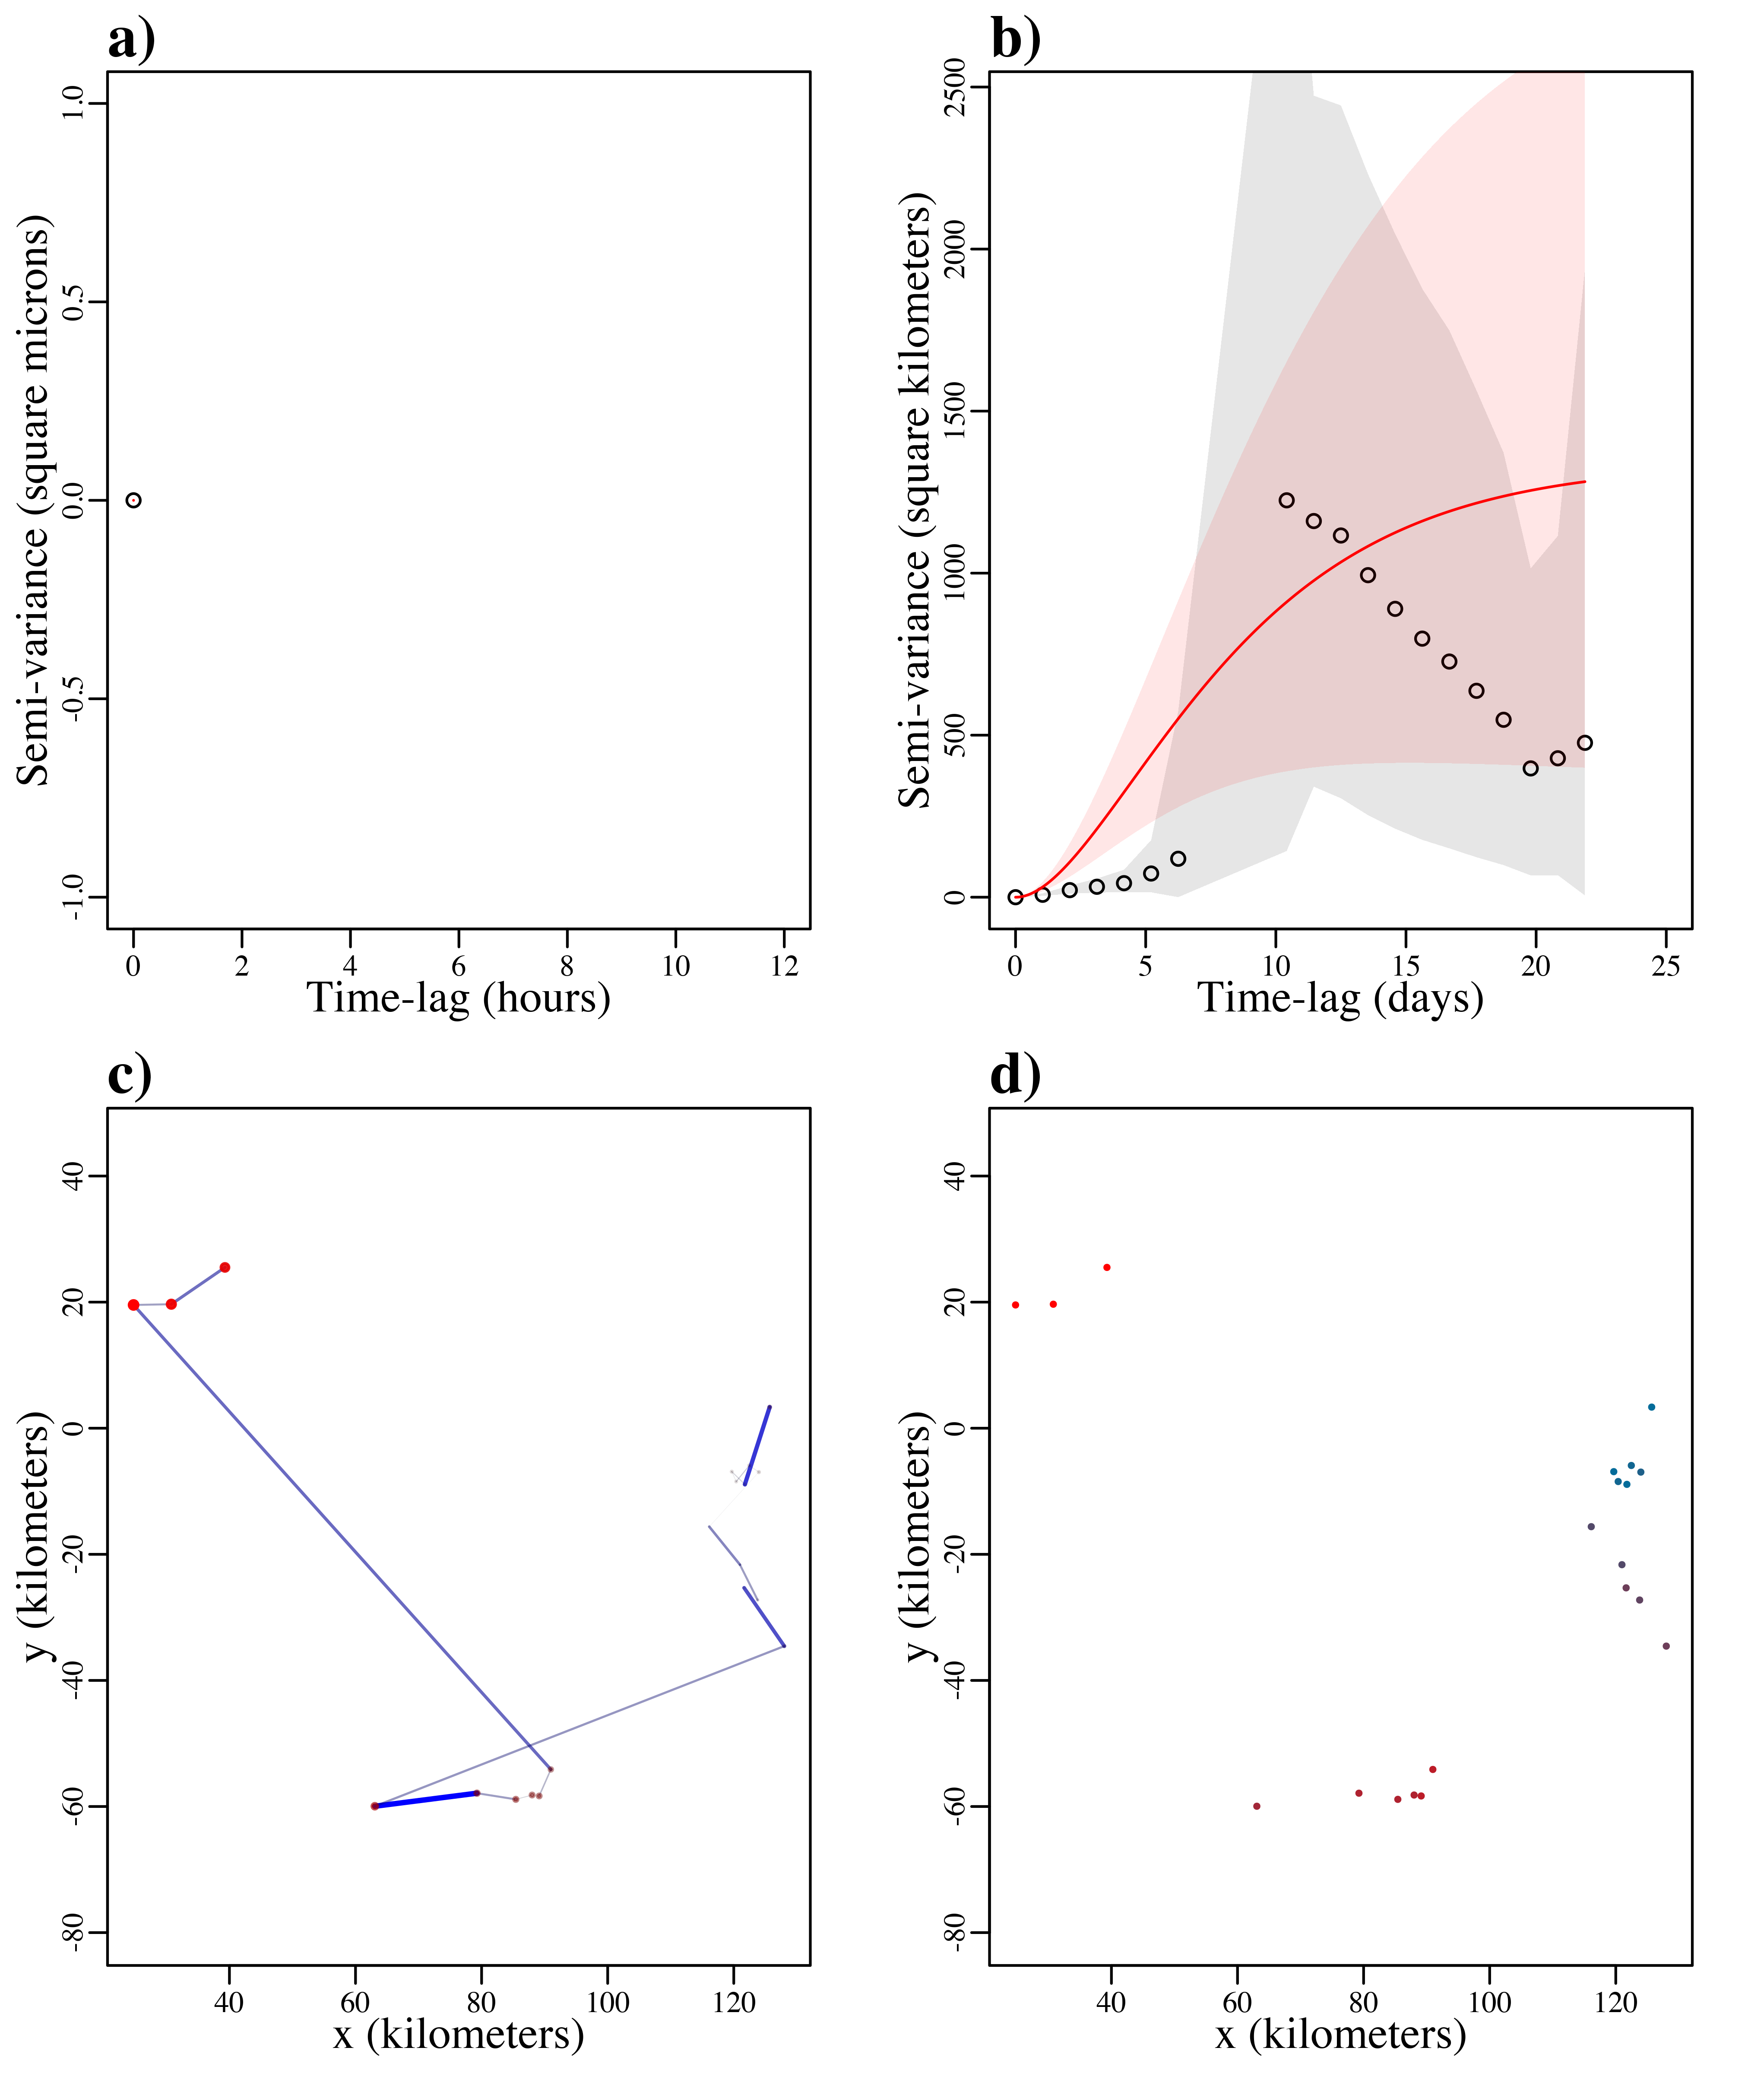 a)
Semi-variance (square microns)
1.0
0.5
0.0
-0.5
-1.0
0 2 4 6 8 10 12
Time-lag (hours)
b)
Semi-variance (square kilometers)
2500
2000
1500
1000
500
0
0 5 10 15 20 25
Time-lag (days)
c)
y (kilometers)
40
20
0
-20
-40
-60
-80
40 60 80 100 120
x (kilometers)
d)
y (kilometers)
40
20
0
-20
-40
-60
-80
40 60 80 100 120
x (kilometers)